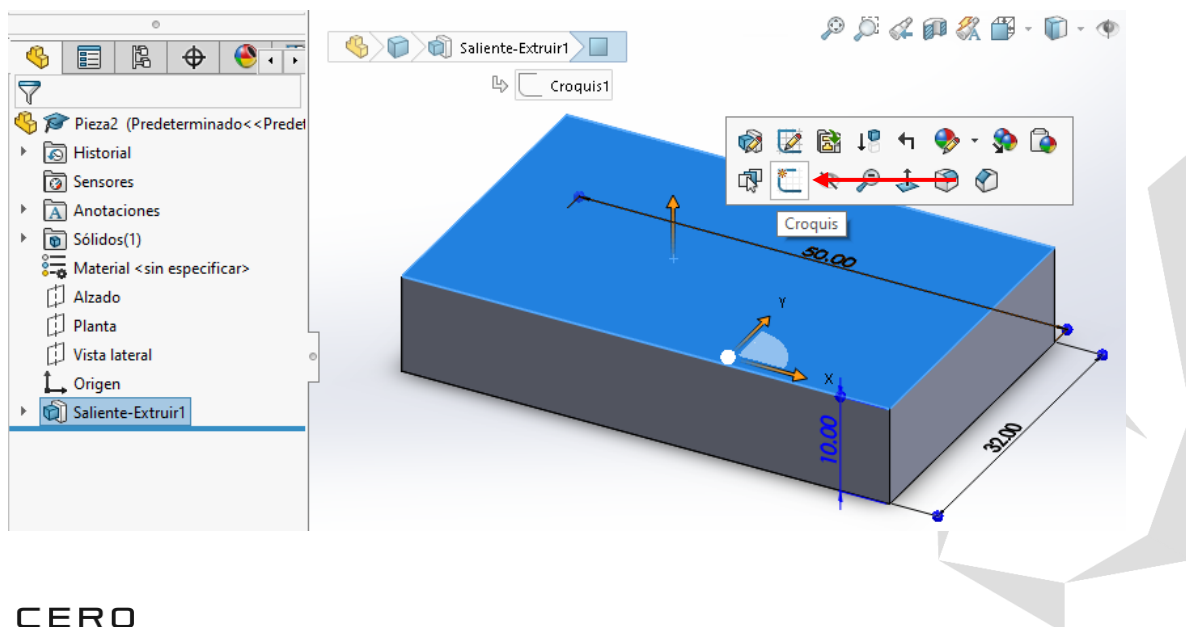 Saliente-Extruir1
Croquis1
Pieza2 (Predeterminado<<Predet
Historial
Sensores
A Anotaciones
Sólidos(1)
Material <sin especificar>
Alzado
Planta
Vista lateral
Origen
Saliente-Extruir1
Croquis
50.00
Y
X
10.00
32.00
CERO